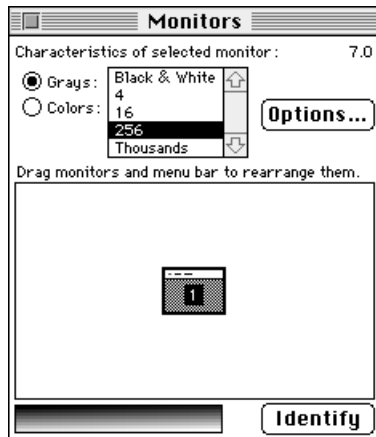 Monitors
Characteristics of selected monitor: 7.0
Grays:
Colors:
Black & White
4
16
256
Thousands
Options...
Drag monitors and menu bar to rearrange them.
1
Identify